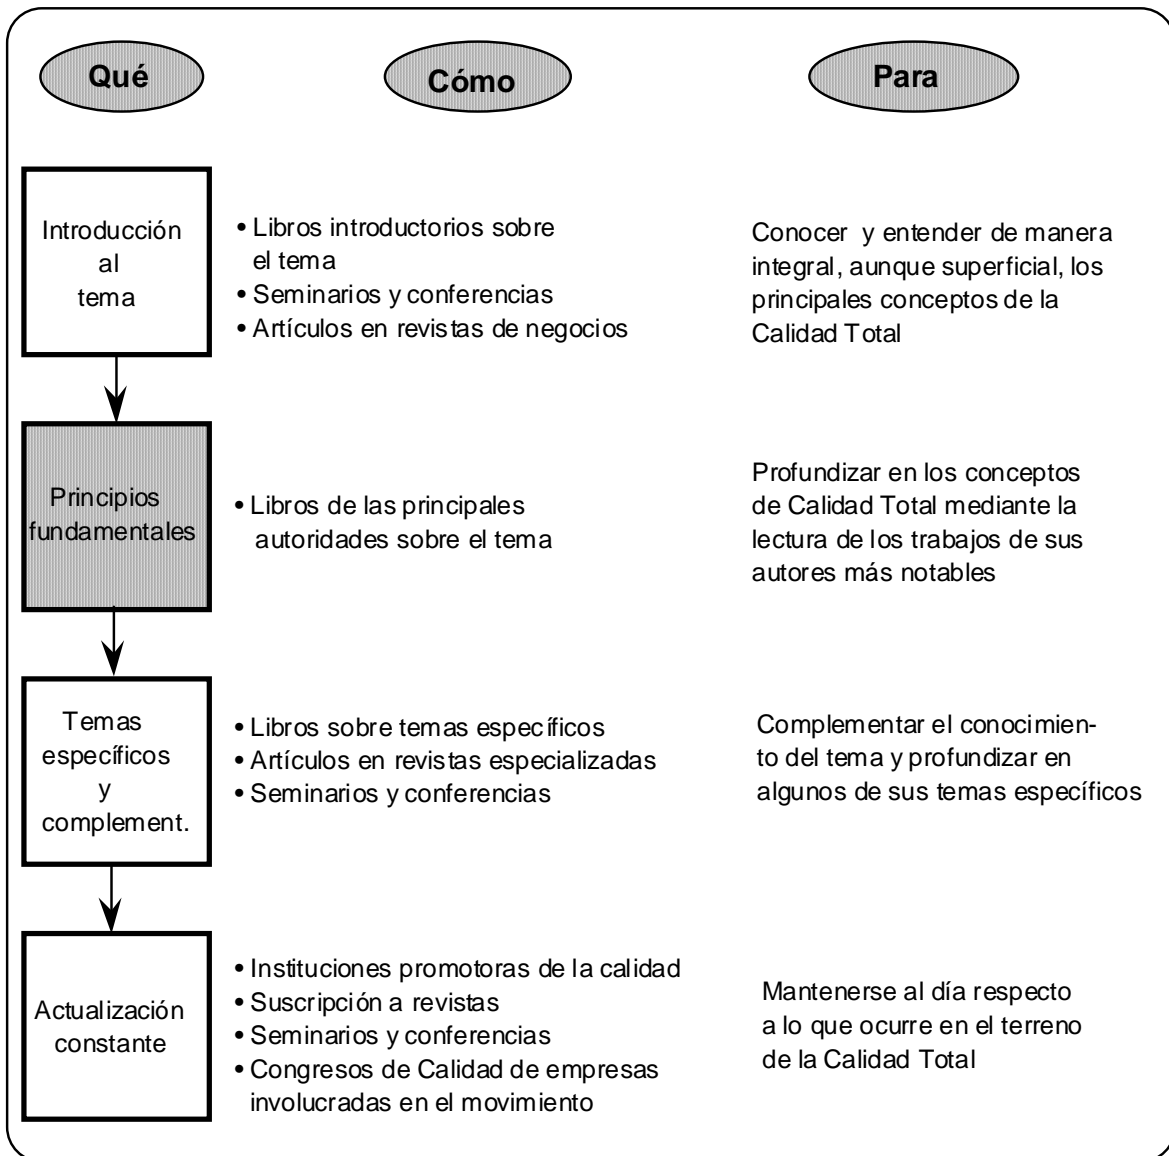 Qué
Cómo
Para
Introducción
al
tema
• Libros introductorios sobre
el tema
• Seminarios y conferencias
• Artículos en revistas de negocios
Conocer y entender de manera
integral, aunque superficial, los
principales conceptos de la
Calidad Total
Principios
fundamentales
• Libros de las principales
autoridades sobre el tema
Profundizar en los conceptos
de Calidad Total mediante la
lectura de los trabajos de sus
autores más notables
Temas
específicos
y
complement.
• Libros sobre temas específicos
• Artículos en revistas especializadas
• Seminarios y conferencias
Complementar el conocimien-
to del tema y profundizar en
algunos de sus temas específicos
Actualización
constante
• Instituciones promotoras de la calidad
• Suscripción a revistas
• Seminarios y conferencias
• Congresos de Calidad de empresas
involucradas en el movimiento
Mantenerse al día respecto
a lo que ocurre en el terreno
de la Calidad Total